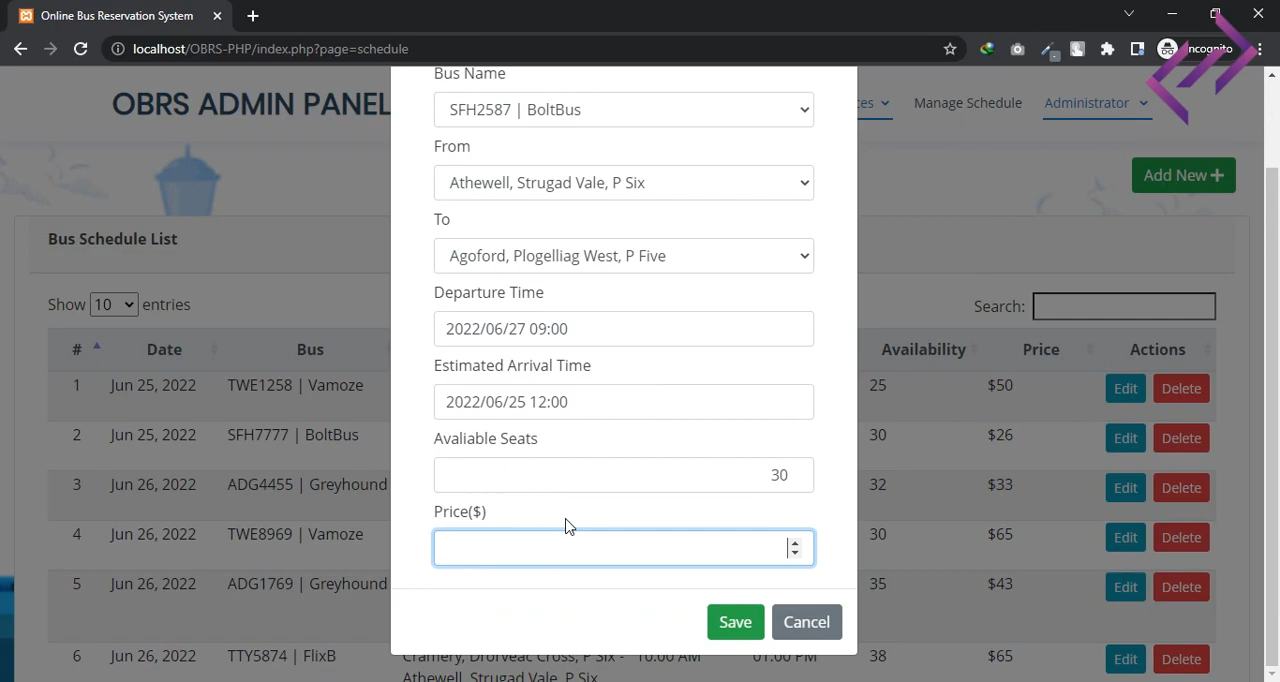 Online Bus Reservation System
localhost/OBRS-PHP/index.php?page=schedule
Incognito
OBRS ADMIN PANEL
Manage Schedule
Administrator
Add New
Bus Name
SFH2587 | BoltBus
From
Athewell, Strugad Vale, P Six
To
Agoford, Plogelliag West, P Five
Departure Time
2022/06/27 09:00
Estimated Arrival Time
2022/06/25 12:00
Avaliable Seats
30
Price($)
Save Cancel
Bus Schedule List
Show 10 entries
Search:
# Date Bus Availability Price Actions
1 Jun 25, 2022 TWE1258 | Vamoze 25 $50 Edit Delete
2 Jun 25, 2022 SFH7777 | BoltBus 30 $26 Edit Delete
3 Jun 26, 2022 ADG4455 | Greyhound 32 $33 Edit Delete
4 Jun 26, 2022 TWE8969 | Vamoze 30 $65 Edit Delete
5 Jun 26, 2022 ADG1769 | Greyhound 35 $43 Edit Delete
6 Jun 26, 2022 TTY5874 | FlixB Cramery, Drorveac Cross, P Six - 10:00 AM 01:00 PM 38 $65 Edit Delete
Athewell, Strugad Vale, P Six